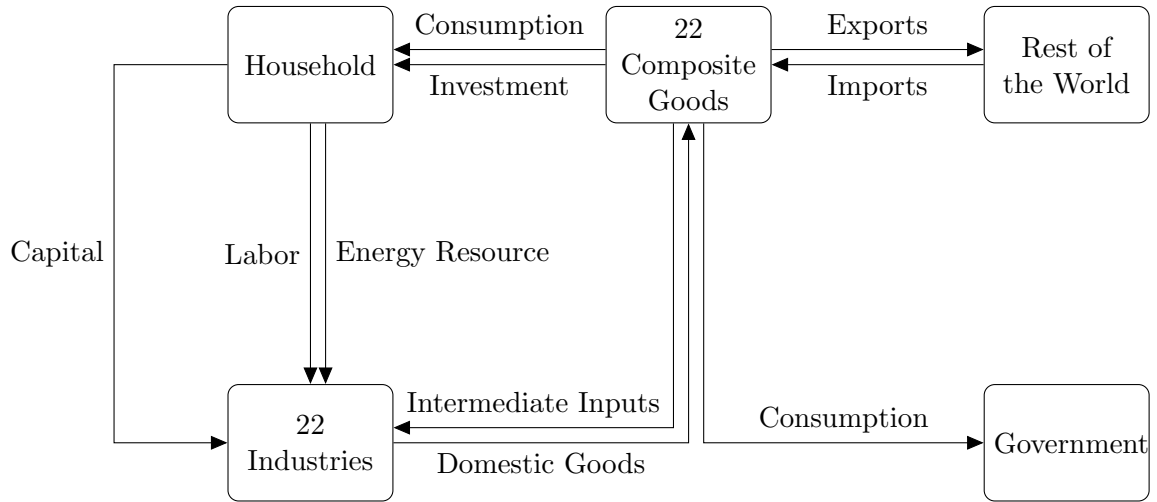 Consumption
22
Exports
Household
Composite
Rest of
the World
Investment
Goods
Imports
Capital
Labor
Energy Resource
Intermediate Inputs
Consumption
22
Industries
Government
Domestic Goods